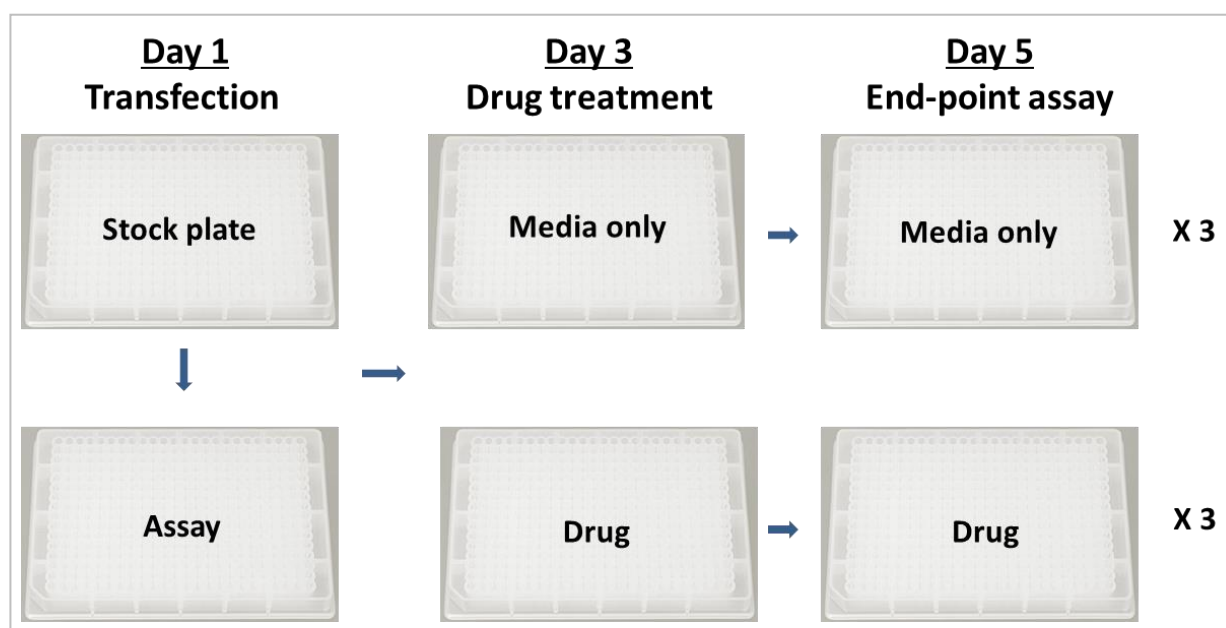 Day 1
Transfection
Day 3
Drug treatment
Day 5
End-point assay
Stock plate
Media only
Media only
X 3
Assay
Drug
Drug
X 3